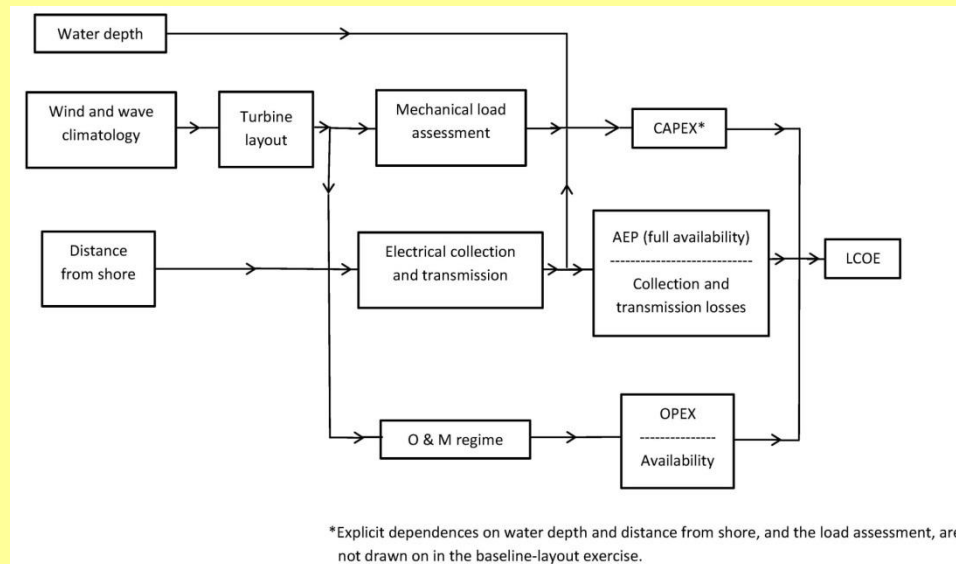 Water depth
Wind and wave
climatology
Turbine
layout
Mechanical load
assessment
CAPEX*
Distance
from shore
Electrical collection
and transmission
AEP (full availability)
-----------------------------
Collection and
transmission losses
LCOE
O & M regime
OPEX
----------------
Availability
*Explicit dependences on water depth and distance from shore, and the load assessment, are
not drawn on in the baseline-layout exercise.